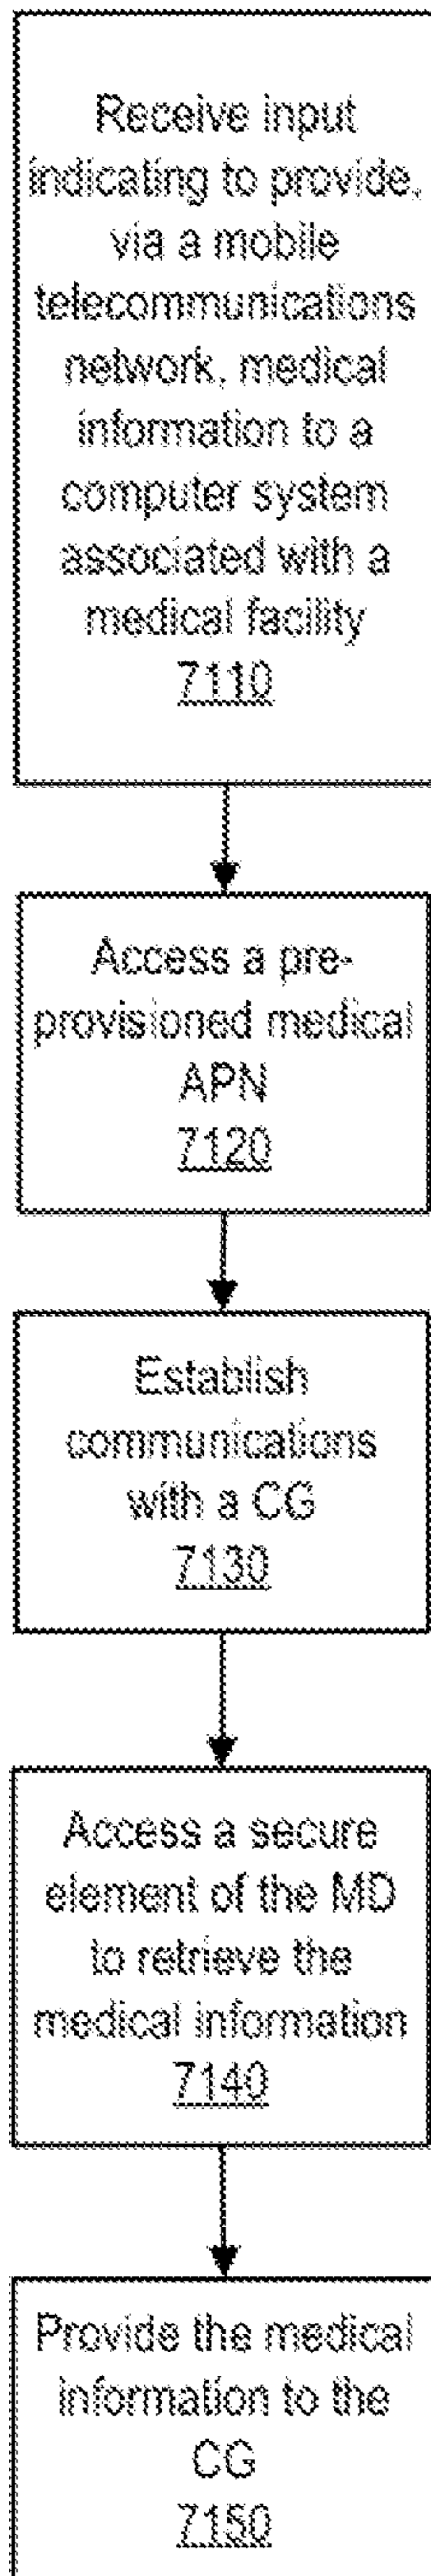 Receive input
indicating to provide,
via a mobile
telecommunications
network, medical
information to a
computer system
associated with a
medical facility
7110
Access a pre-
provisioned medical
APN
7120
Establish
communications
with a CG
7130
Access a secure
element of the MD
to retrieve the
medical information
7140
Provide the medical
information to the
CG
7150